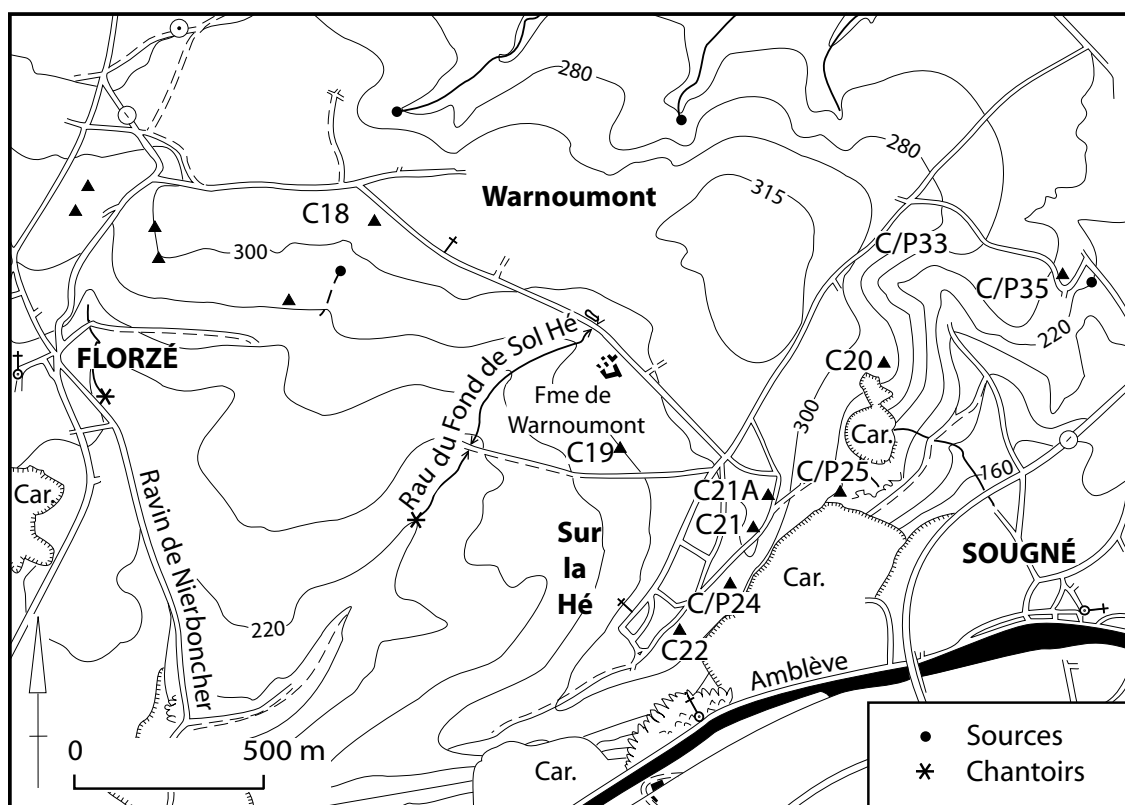 280
280
Warnoumont
315
C18
C/P33
300
C/P35
220
FLORZÉ
Rau du Fond de Sol Hé
C20
300
Fme de
Warnoumont
Car.
C19
C/P25
160
Car.
Ravin de Nierboncher
C21A
C21
Sur
la
Hé
SOUGNÉ
Car.
C/P24
220
C22
Amblève
0 500 m
Car.
Sources
Chantoirs